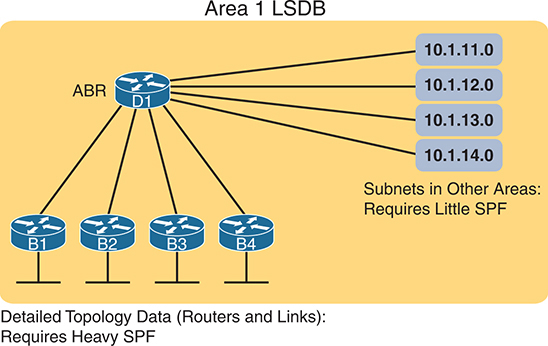 Area 1 LSDB
ABR
D1
10.1.11.0
10.1.12.0
10.1.13.0
10.1.14.0
Subnets in Other Areas:
Requires Little SPF
B1
B2
B3
B4
Detailed Topology Data (Routers and Links):
Requires Heavy SPF